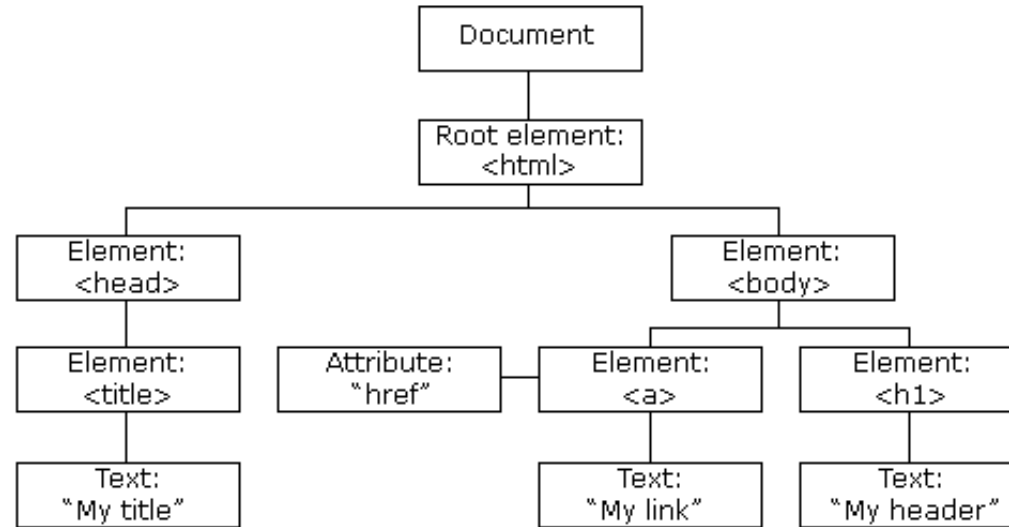 Document
Root element:
<html>
Element:
<head>
Element:
<body>
Element:
<title>
Attribute:
“href”
Element:
<a>
Element:
<h1>
Text:
“My title”
Text:
“My link”
Text:
“My header”